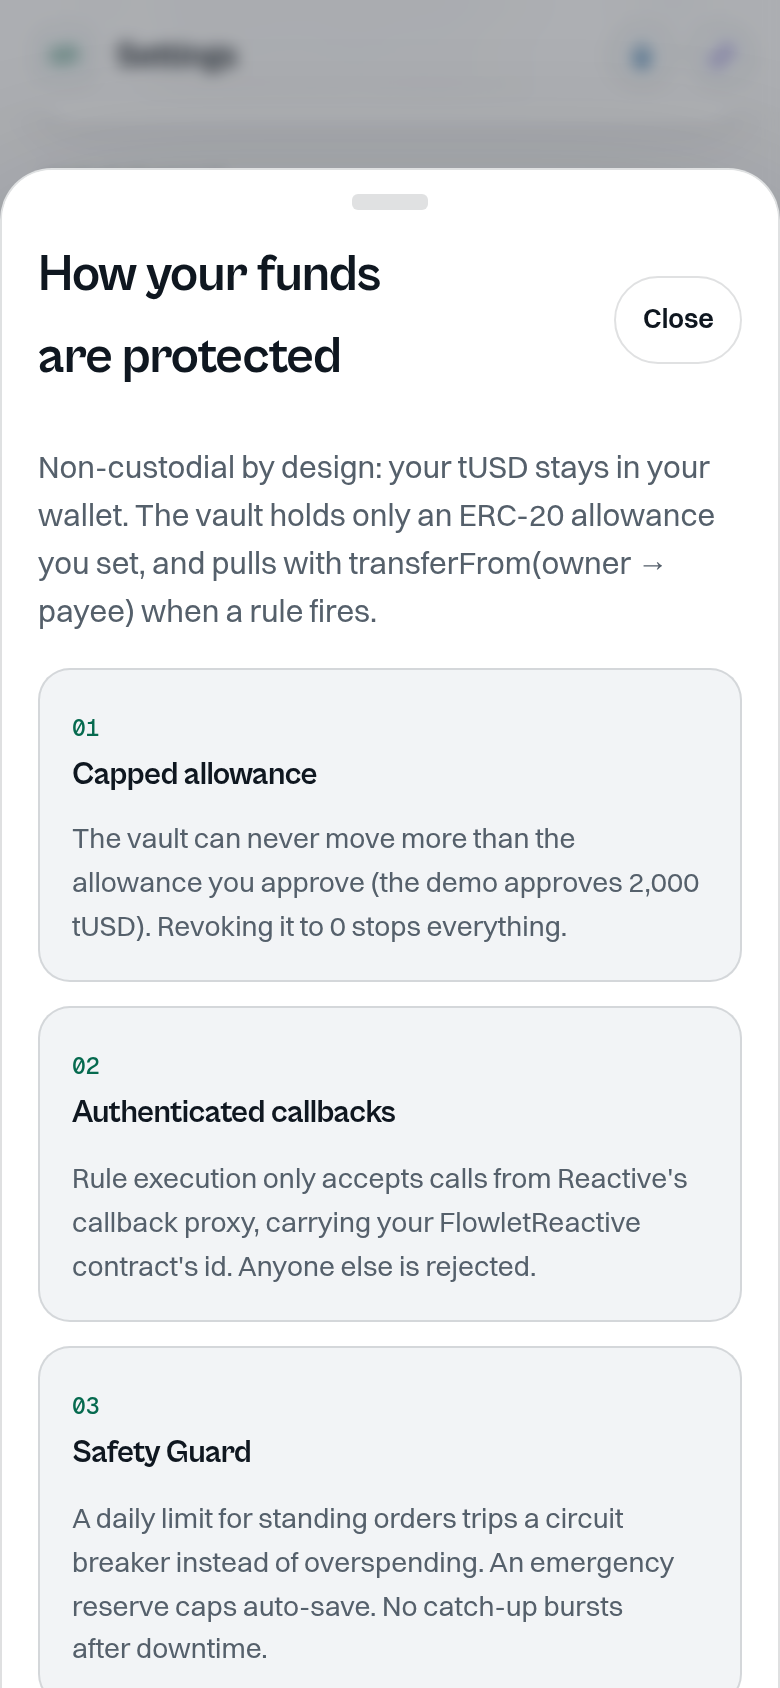 Settings
How your funds
are protected
Close
Non-custodial by design: your tUSD stays in your
wallet. The vault holds only an ERC-20 allowance
you set, and pulls with transferFrom(owner →
payee) when a rule fires.
01
Capped allowance
The vault can never move more than the
allowance you approve (the demo approves 2,000
tUSD). Revoking it to 0 stops everything.
02
Authenticated callbacks
Rule execution only accepts calls from Reactive's
callback proxy, carrying your FlowletReactive
contract's id. Anyone else is rejected.
03
Safety Guard
A daily limit for standing orders trips a circuit
breaker instead of overspending. An emergency
reserve caps auto-save. No catch-up bursts
after downtime.